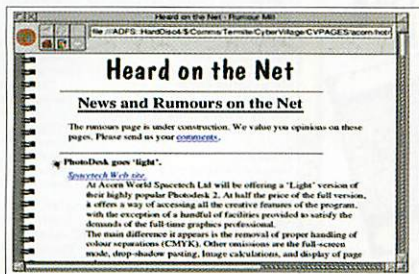 Heard on the Net - Rumour Mill
file:/ADFS::HardDisc4/$/Comms/Termite/CyberVillage/CVPAGES/acorn/hotn
Heard on the Net
News and Rumours on the Net
The rumours page is under construction. We value you opinions on these
pages. Please send us your comments.
PhotoDesk goes 'light'.
Spacetech Web site.
At Acorn World Spacetech Ltd will be offering a 'Light' version of
their highly popular Photodesk 2. At half the price of the full version,
it offers a way of accessing all the creative features of the program,
with the exception of a handful of facilities provided to satisfy the
demands of the full-time graphics professional.
The main difference it appears is the removal of proper handling of
colour separations (CMYK). Other omissions are the full-screen
mode, drop-shadow pasting, Image calculations, and display of page